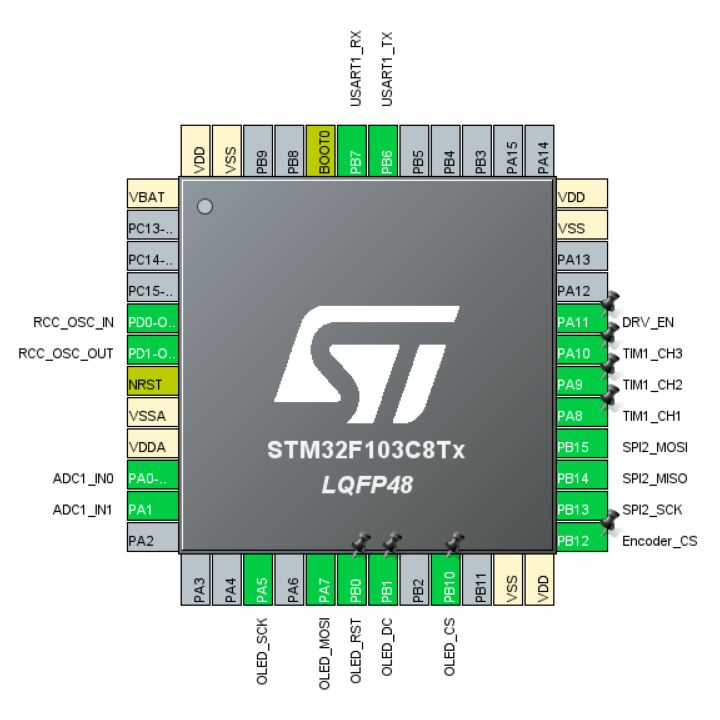 USART1_RX
USART1_TX
VDD
VSS
PB9
PB8
BOOT0
PB7
PB6
PB5
PB4
PB3
PA15
PA14
VBAT
PC13-..
PC14-..
PC15-..
RCC_OSC_IN PD0-O..
RCC_OSC_OUT PD1-O..
NRST
VSSA
VDDA
ADC1_IN0 PA0-..
ADC1_IN1 PA1
PA2
STM32F103C8Tx
LQFP48
VDD
VSS
PA13
PA12
PA11 DRV_EN
PA10 TIM1_CH3
PA9 TIM1_CH2
PA8 TIM1_CH1
PB15 SPI2_MOSI
PB14 SPI2_MISO
PB13 SPI2_SCK
PB12 Encoder_CS
PA3
PA4
PA5
PA6
PA7
PB0
PB1
PB2
PB10
PB11
VSS
VDD
OLED_SCK
OLED_MOSI
OLED_RST
OLED_DC
OLED_CS